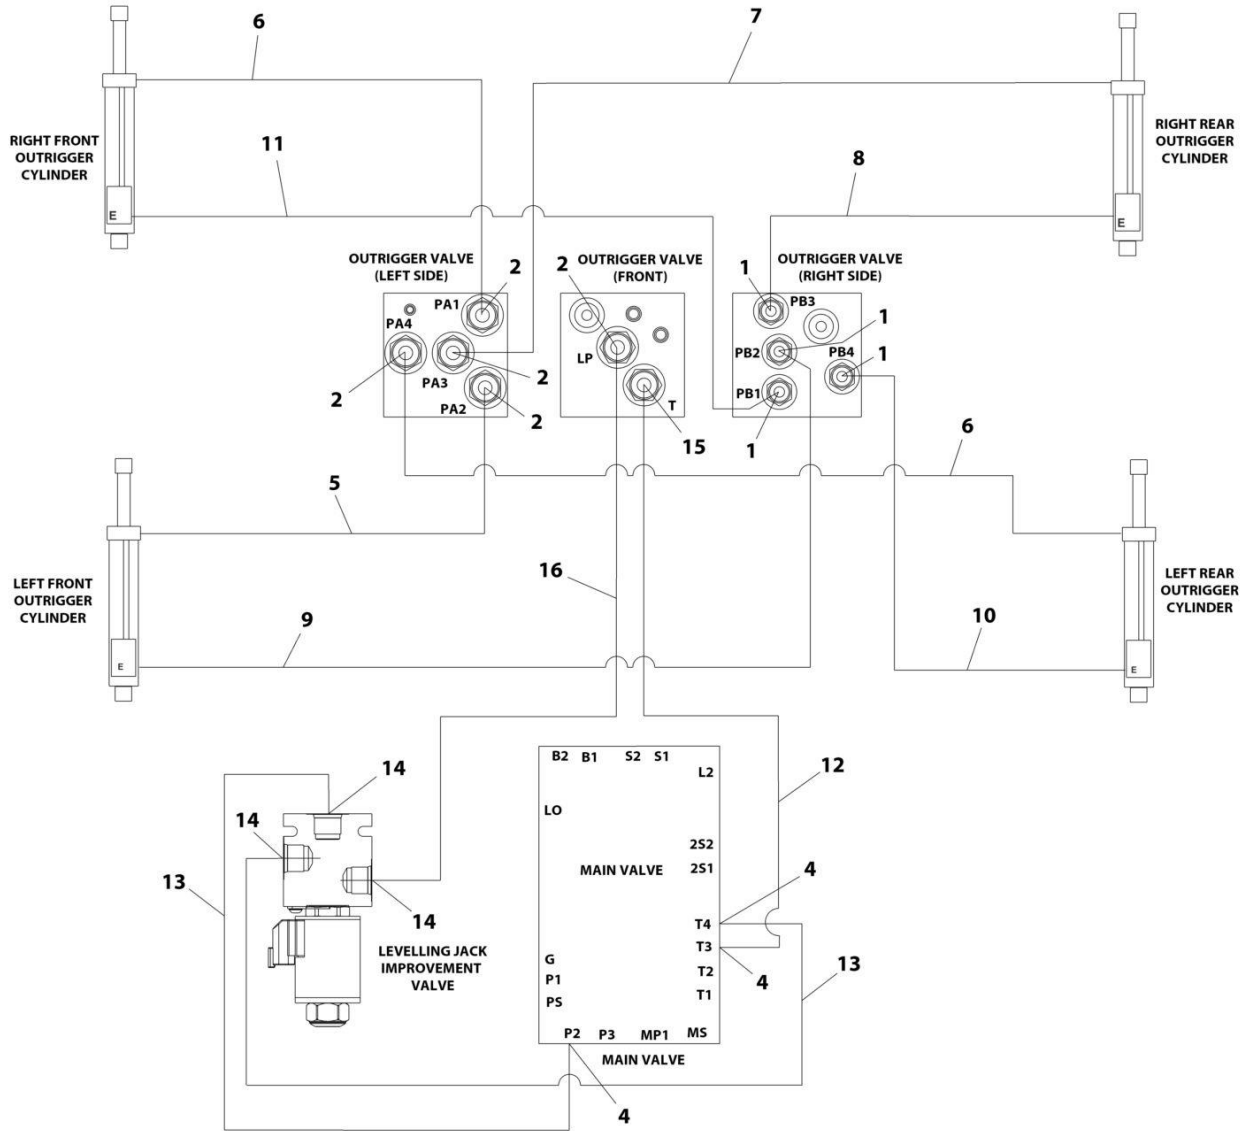 6
7
RIGHT FRONT
OUTRIGGER
CYLINDER
11
8
RIGHT REAR
OUTRIGGER
CYLINDER
E
E
OUTRIGGER VALVE
(LEFT SIDE)
2
2
OUTRIGGER VALVE
(FRONT)
1
OUTRIGGER VALVE
(RIGHT SIDE)
PA1
PA4
PA3
PA2
2
2
2
LP
T
15
PB3
PB2
PB4
PB1
1
1
1
6
5
LEFT FRONT
OUTRIGGER
CYLINDER
16
LEFT REAR
OUTRIGGER
CYLINDER
9
10
E
E
14
14
13
14
LEVELLING JACK
IMPROVEMENT
VALVE
B2
B1
S2
S1
L2
LO
2S2
2S1
MAIN VALVE
T4
T3
T2
T1
G
P1
PS
P2
P3
MP1
MS
MAIN VALVE
12
4
4
13
4